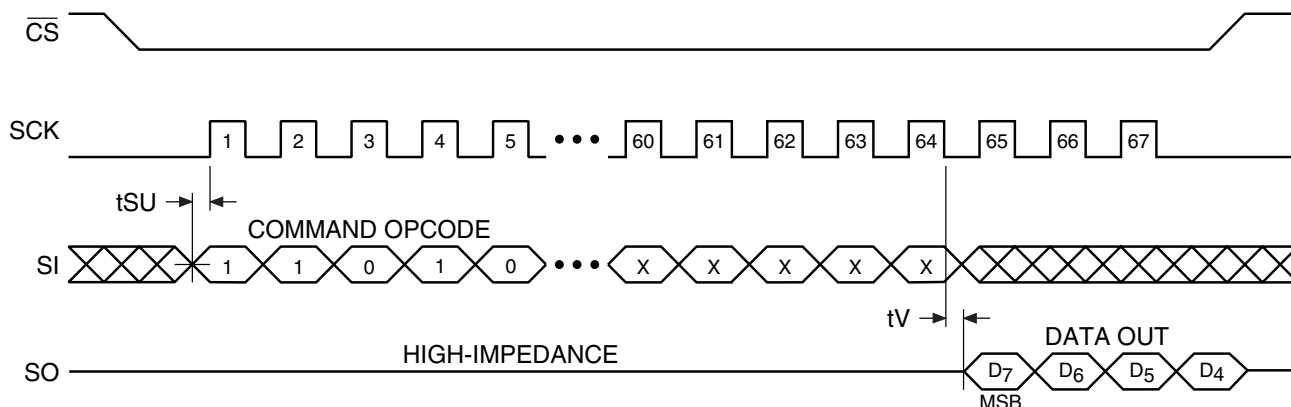 CS
SCK 1 2 3 4 5 ••• 60 61 62 63 64 65 66 67
tSU
COMMAND OPCODE
SI 1 1 0 1 0 ••• X X X X X
tV
HIGH-IMPEDANCE
DATA OUT
SO D7 D6 D5 D4
MSB